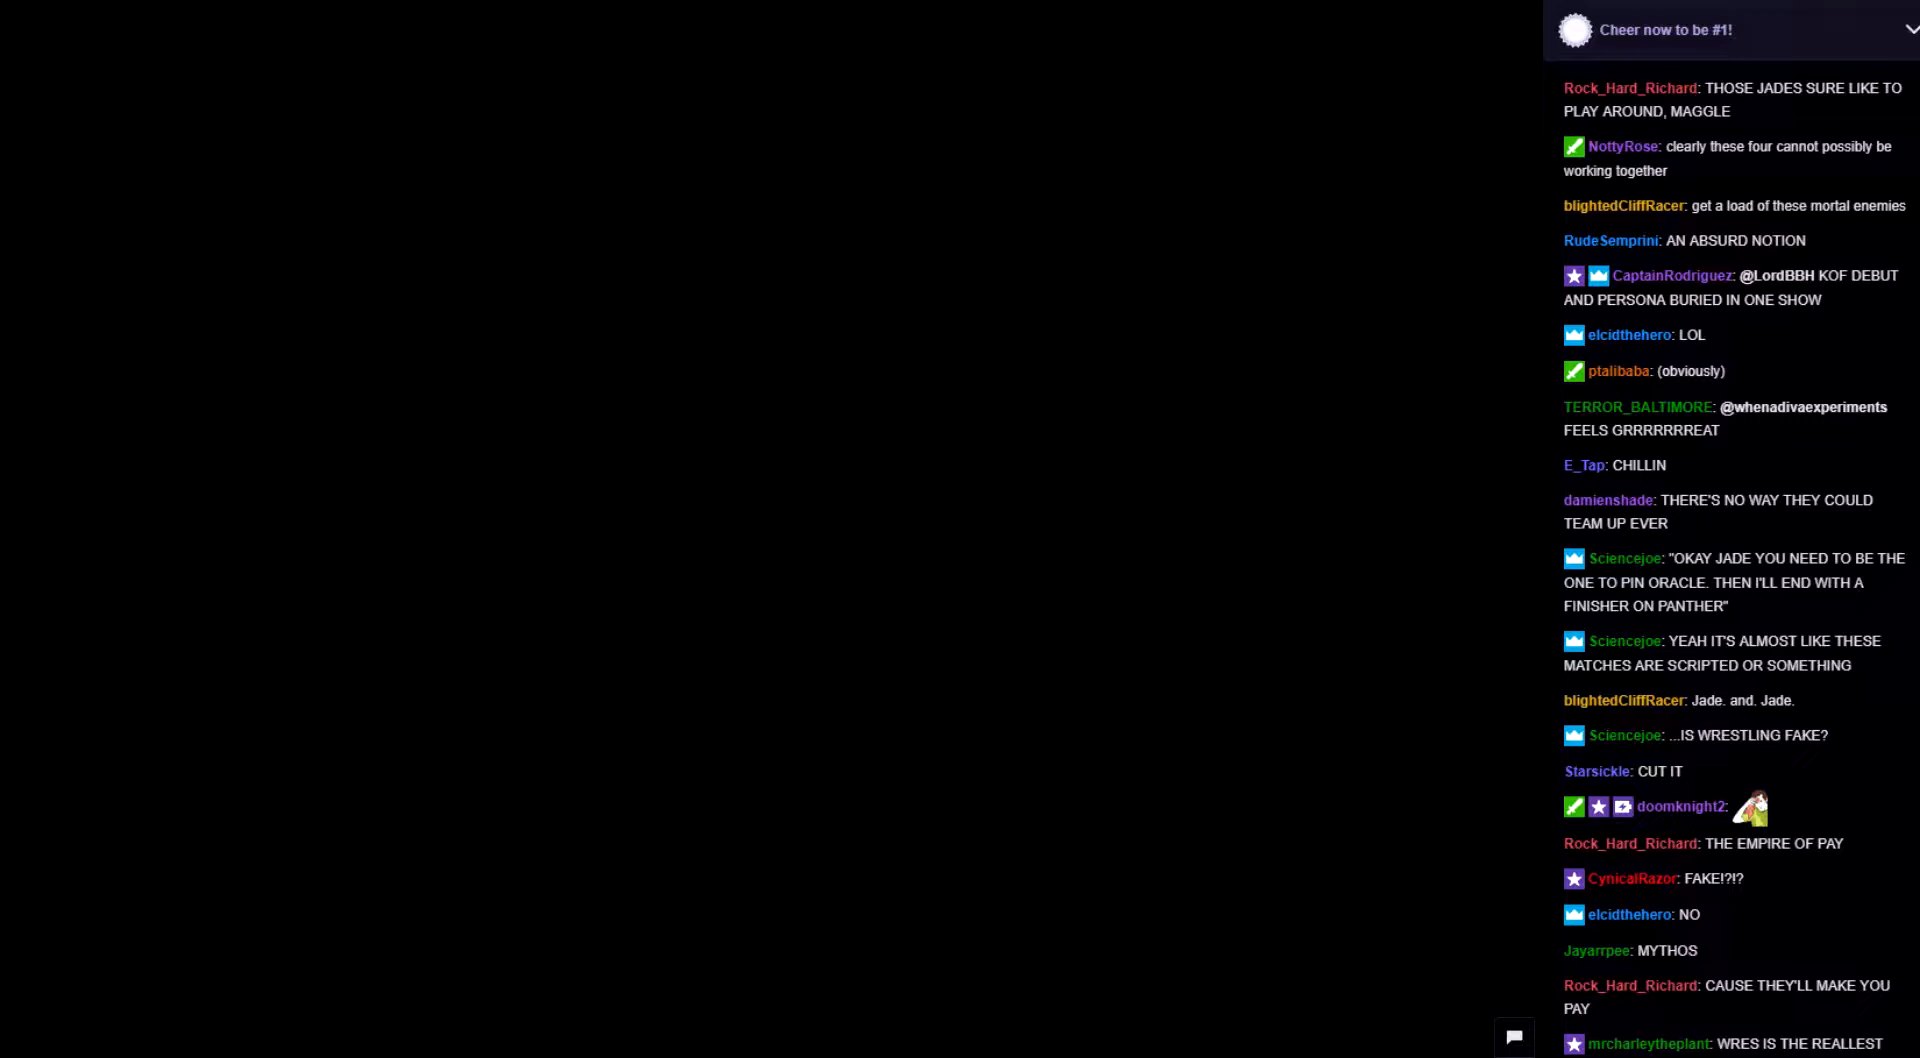 Cheer now to be #1!
Rock_Hard_Richard: THOSE JADES SURE LIKE TO
PLAY AROUND, MAGGLE
NottyRose: clearly these four cannot possibly be
working together
blightedCliffRacer: get a load of these mortal enemies
RudeSemprini: AN ABSURD NOTION
CaptainRodriguez: @LordBBH KOF DEBUT
AND PERSONA BURIED IN ONE SHOW
elcidthehero: LOL
ptalibaba: (obviously)
TERROR_BALTIMORE: @whenadivaexperiments
FEELS GRRRRRRREAT
E_Tap: CHILLIN
damienshade: THERE'S NO WAY THEY COULD
TEAM UP EVER
Sciencejoe: "OKAY JADE YOU NEED TO BE THE
ONE TO PIN ORACLE. THEN I'LL END WITH A
FINISHER ON PANTHER"
Sciencejoe: YEAH IT'S ALMOST LIKE THESE
MATCHES ARE SCRIPTED OR SOMETHING
blightedCliffRacer: Jade. and. Jade.
Sciencejoe: ...IS WRESTLING FAKE?
Starsickle: CUT IT
doomknight2:
Rock_Hard_Richard: THE EMPIRE OF PAY
CynicalRazor: FAKE!?!?
elcidthehero: NO
Jayarrpee: MYTHOS
Rock_Hard_Richard: CAUSE THEY'LL MAKE YOU
PAY
mrcharleytheplant: WRES IS THE REALLEST